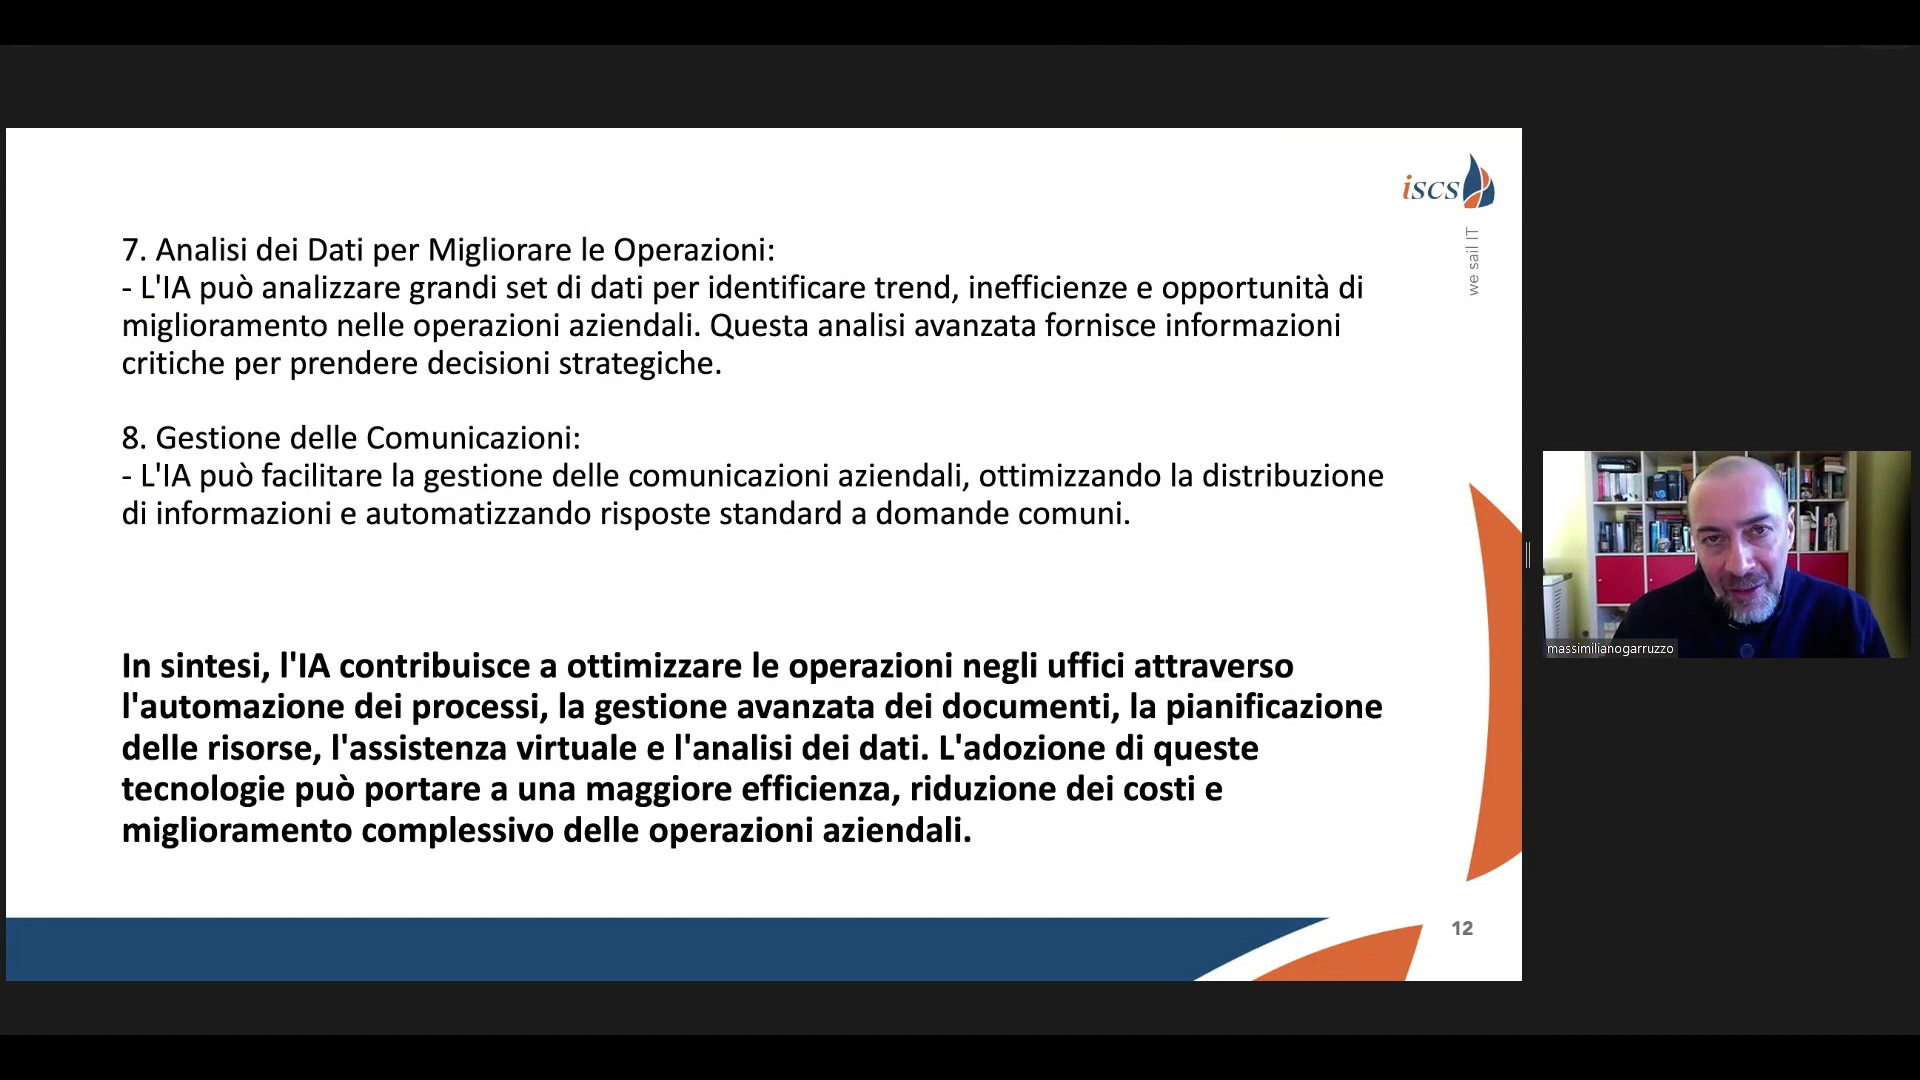 iscs
we sail IT
7. Analisi dei Dati per Migliorare le Operazioni:
- L'IA può analizzare grandi set di dati per identificare trend, inefficienze e opportunità di
miglioramento nelle operazioni aziendali. Questa analisi avanzata fornisce informazioni
critiche per prendere decisioni strategiche.
8. Gestione delle Comunicazioni:
- L'IA può facilitare la gestione delle comunicazioni aziendali, ottimizzando la distribuzione
di informazioni e automatizzando risposte standard a domande comuni.
In sintesi, l'IA contribuisce a ottimizzare le operazioni negli uffici attraverso
l'automazione dei processi, la gestione avanzata dei documenti, la pianificazione
delle risorse, l'assistenza virtuale e l'analisi dei dati. L'adozione di queste
tecnologie può portare a una maggiore efficienza, riduzione dei costi e
miglioramento complessivo delle operazioni aziendali.
12
massimilianogarruzzo